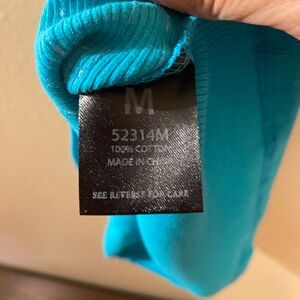 M
52314M
100% COTTON
MADE IN CHINA
SEE REVERSE FOR CARE